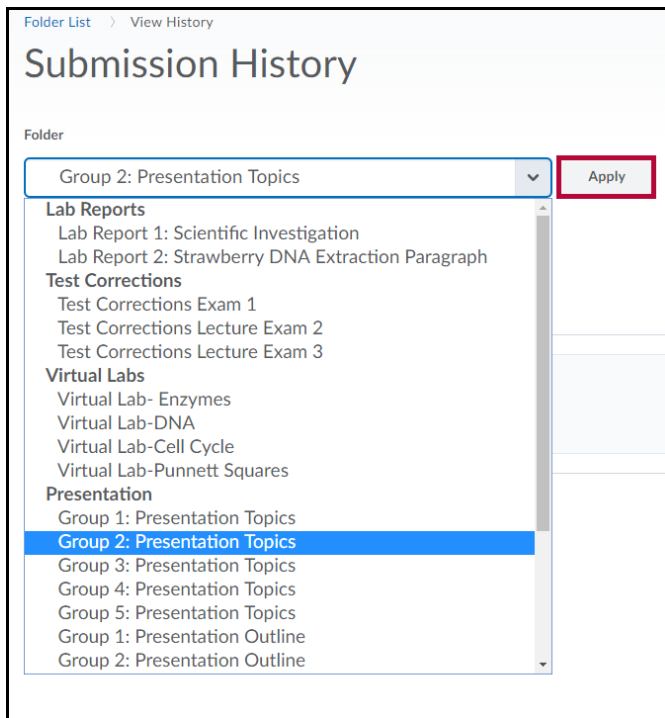 Folder List > View History
Submission History
Folder
Group 2: Presentation Topics
Apply
Lab Reports
Lab Report 1: Scientific Investigation
Lab Report 2: Strawberry DNA Extraction Paragraph
Test Corrections
Test Corrections Exam 1
Test Corrections Lecture Exam 2
Test Corrections Lecture Exam 3
Virtual Labs
Virtual Lab- Enzymes
Virtual Lab-DNA
Virtual Lab-Cell Cycle
Virtual Lab-Punnett Squares
Presentation
Group 1: Presentation Topics
Group 2: Presentation Topics
Group 3: Presentation Topics
Group 4: Presentation Topics
Group 5: Presentation Topics
Group 1: Presentation Outline
Group 2: Presentation Outline